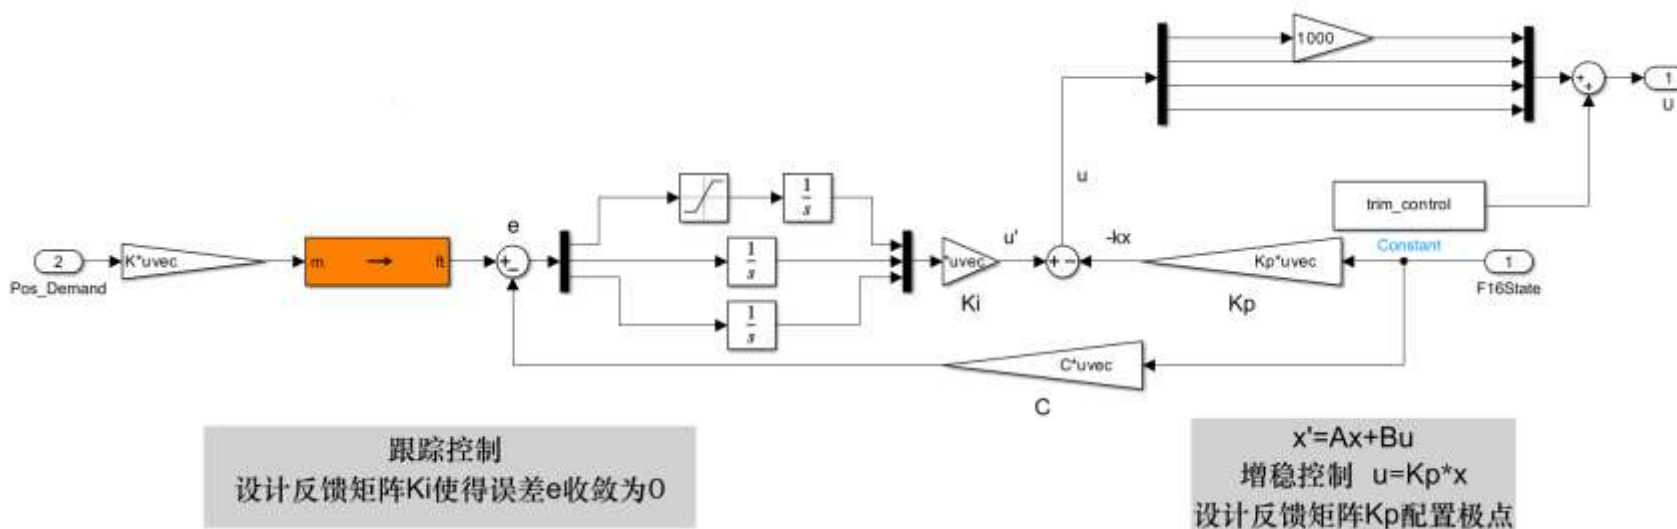 1000
+
+
1
U
u
trim_control
Constant
1
s
e
2
Pos_Demand
K*uvec
m
ft
+
−
1
s
*uvec
Ki
u'
+
−
-kx
Kp*uvec
Kp
1
F16State
1
s
C*uvec
C
跟踪控制
设计反馈矩阵Ki使得误差e收敛为0
x'=Ax+Bu
增稳控制 u=Kp*x
设计反馈矩阵Kp配置极点